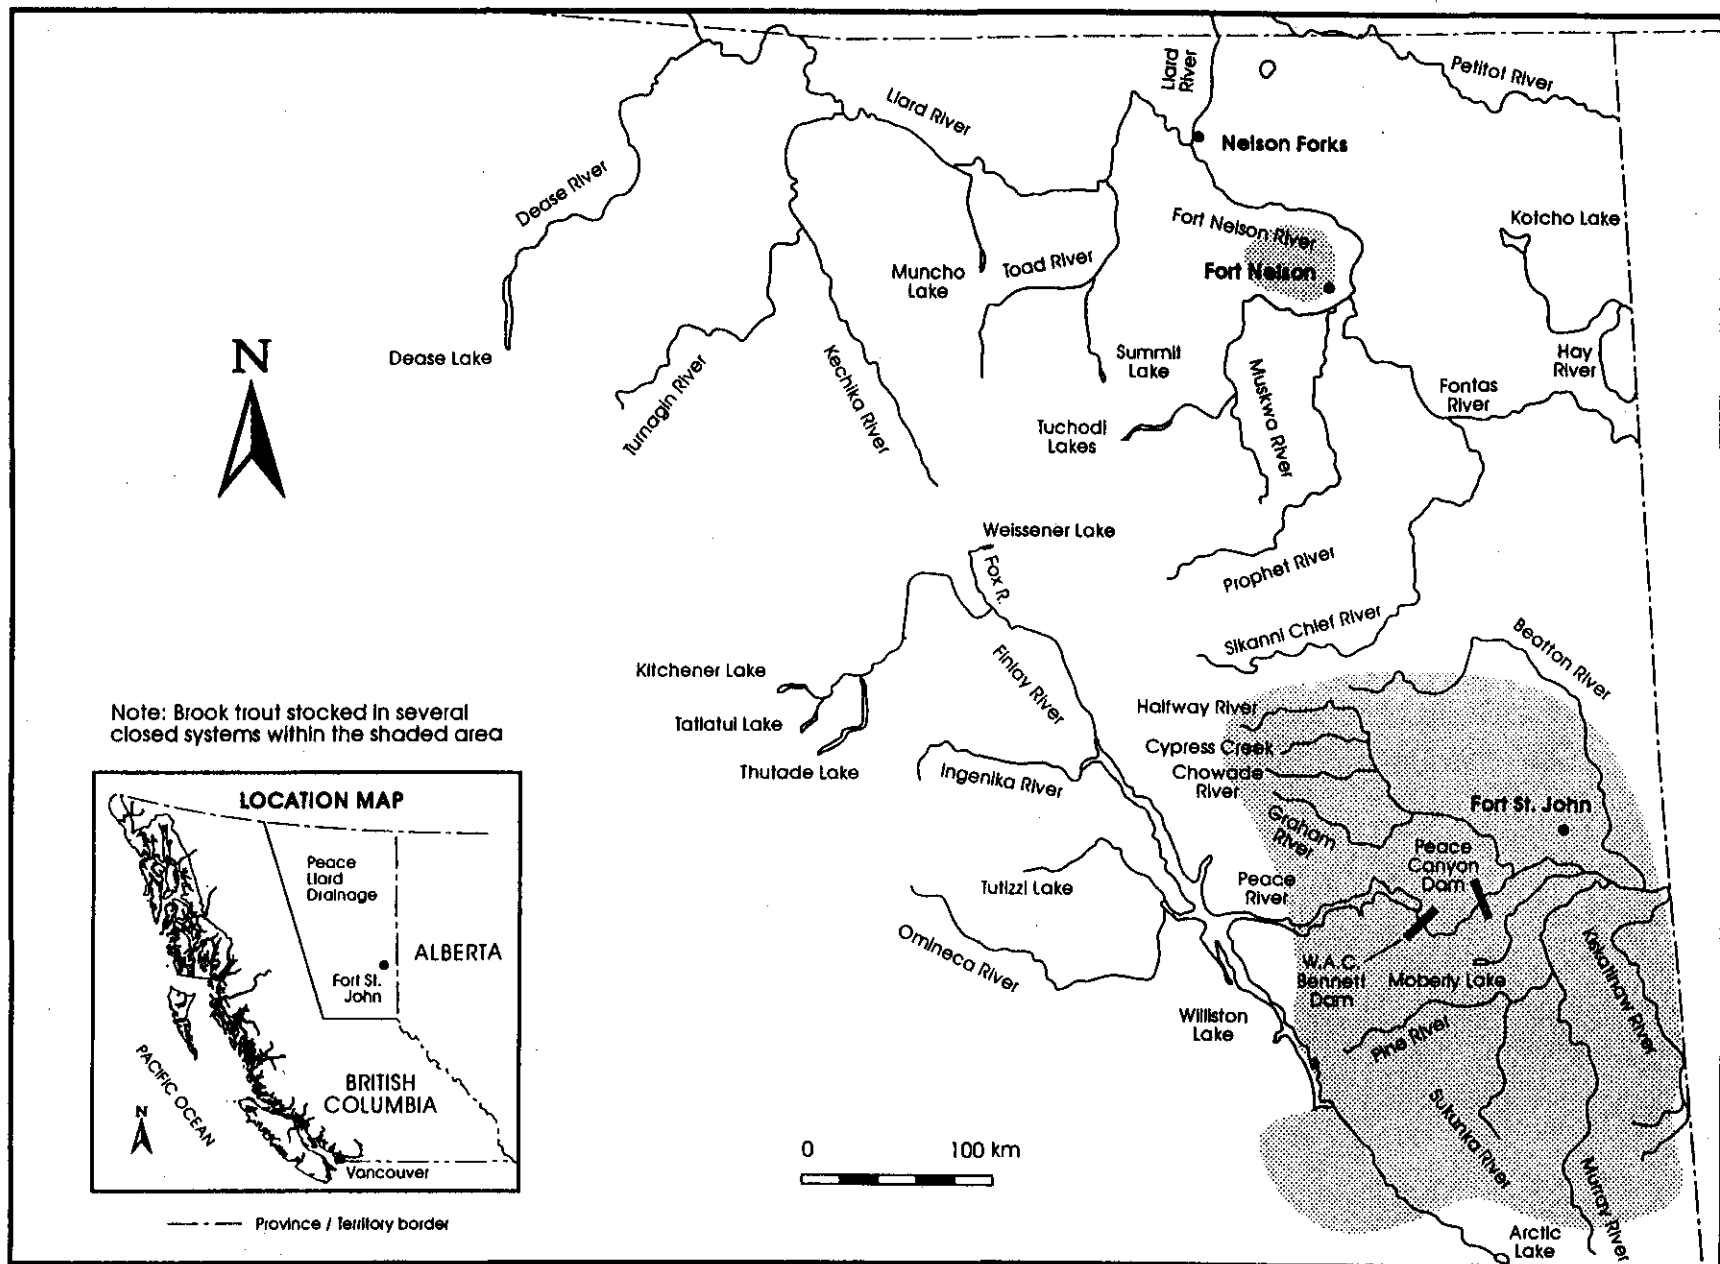 Liard
River
Petitot River
Liard River
Nelson Forks
Dease River
Fort Nelson River
Kotcho Lake
Muncho
Lake
Toad River
Fort Nelson
N
Dease Lake
Turnagin River
Kechika River
Summit
Lake
Muskwa River
Hay
River
Fontas
River
Tuchodi
Lakes
Weissener Lake
Fox R.
Prophet River
Sikanni Chief River
Beatton River
Finlay River
Kitchener Lake
Tatlatui Lake
Thutade Lake
Ingenika River
Halfway River
Cypress Creek
Chowade
River
Graham
River
Fort St. John
Peace
Canyon
Dam
Tutizzi Lake
Peace
River
Omineca River
W.A.C.
Bennett
Dam
Moberly Lake
Kiskatinaw River
Williston
Lake
Pine River
Sukunka River
Murray River
Arctic
Lake
Note: Brook trout stocked in several
closed systems within the shaded area
LOCATION MAP
Peace
Liard
Drainage
ALBERTA
Fort St.
John
PACIFIC OCEAN
BRITISH
COLUMBIA
N
Vancouver
Province / Territory border
0 100 km